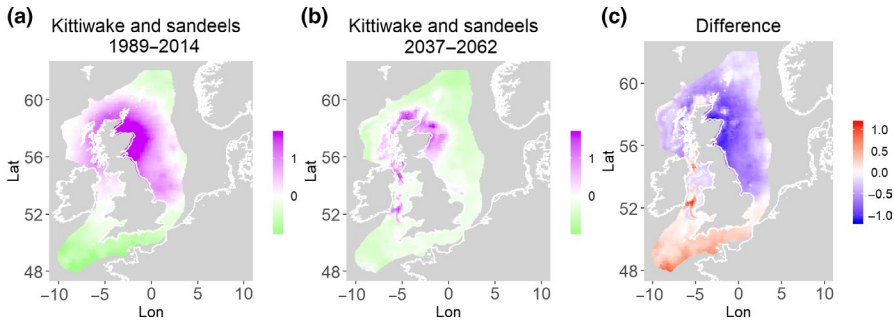 (a) Kittiwake and sandeels
1989–2014
Lat
60
56
52
48
−10 −5 0 5 10
Lon
1
0
(b) Kittiwake and sandeels
2037–2062
Lat
60
56
52
48
−10 −5 0 5 10
Lon
1
0
(c) Difference
Lat
60
56
52
48
−10 −5 0 5 10
Lon
1.0
0.5
0.0
−0.5
−1.0